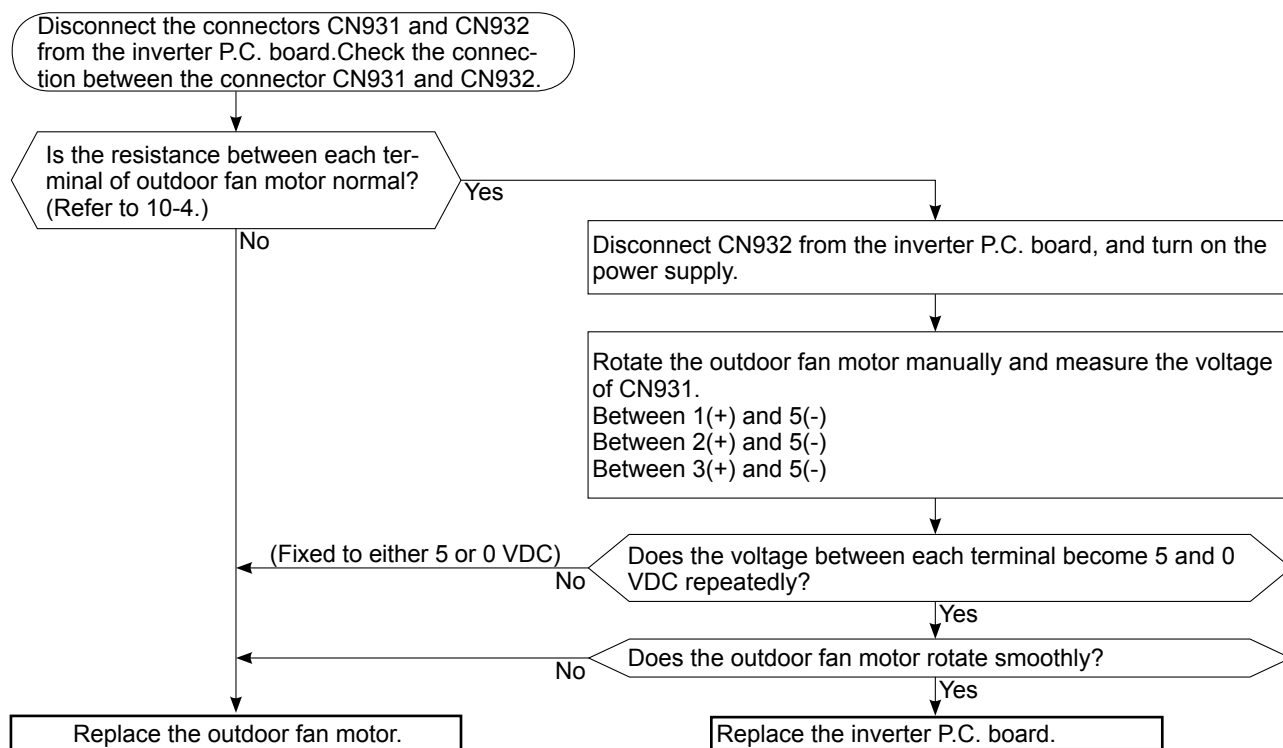 Disconnect the connectors CN931 and CN932
from the inverter P.C. board.Check the connec-
tion between the connector CN931 and CN932.
Is the resistance between each ter-
minal of outdoor fan motor normal?
(Refer to 10-4.)
Yes
No
Disconnect CN932 from the inverter P.C. board, and turn on the
power supply.
Rotate the outdoor fan motor manually and measure the voltage
of CN931.
Between 1(+) and 5(-)
Between 2(+) and 5(-)
Between 3(+) and 5(-)
(Fixed to either 5 or 0 VDC)
No
Does the voltage between each terminal become 5 and 0
VDC repeatedly?
Yes
No
Does the outdoor fan motor rotate smoothly?
Yes
Replace the outdoor fan motor.
Replace the inverter P.C. board.